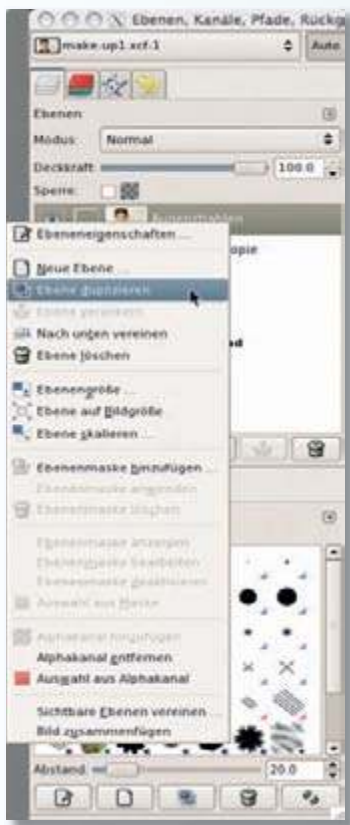 Ebenen, Kanäle, Pfade, Rückg
make.up1.xcf-1
Auto
Ebenen
Modus: Normal
Deckkraft: 100.0
Sperre:
Augenstrahlen
Ebeneneigenschaften ...
opie
Neue Ebene ...
Ebene duplizieren
Ebene verankern
Nach unten vereinen
Ebene löschen
Ebenengröße ...
Ebene auf Bildgröße
Ebene skalieren ...
Ebenenmaske hinzufügen ...
Ebenenmaske anwenden
Ebenenmaske löschen
Ebenenmaske anzeigen
Ebenenmaske bearbeiten
Ebenenmaske deaktivieren
Auswahl aus Maske
Alphakanal hinzufügen
Alphakanal entfernen
Auswahl aus Alphakanal
Sichtbare Ebenen vereinen ...
Bild zusammenfügen
Abstand: 20.0